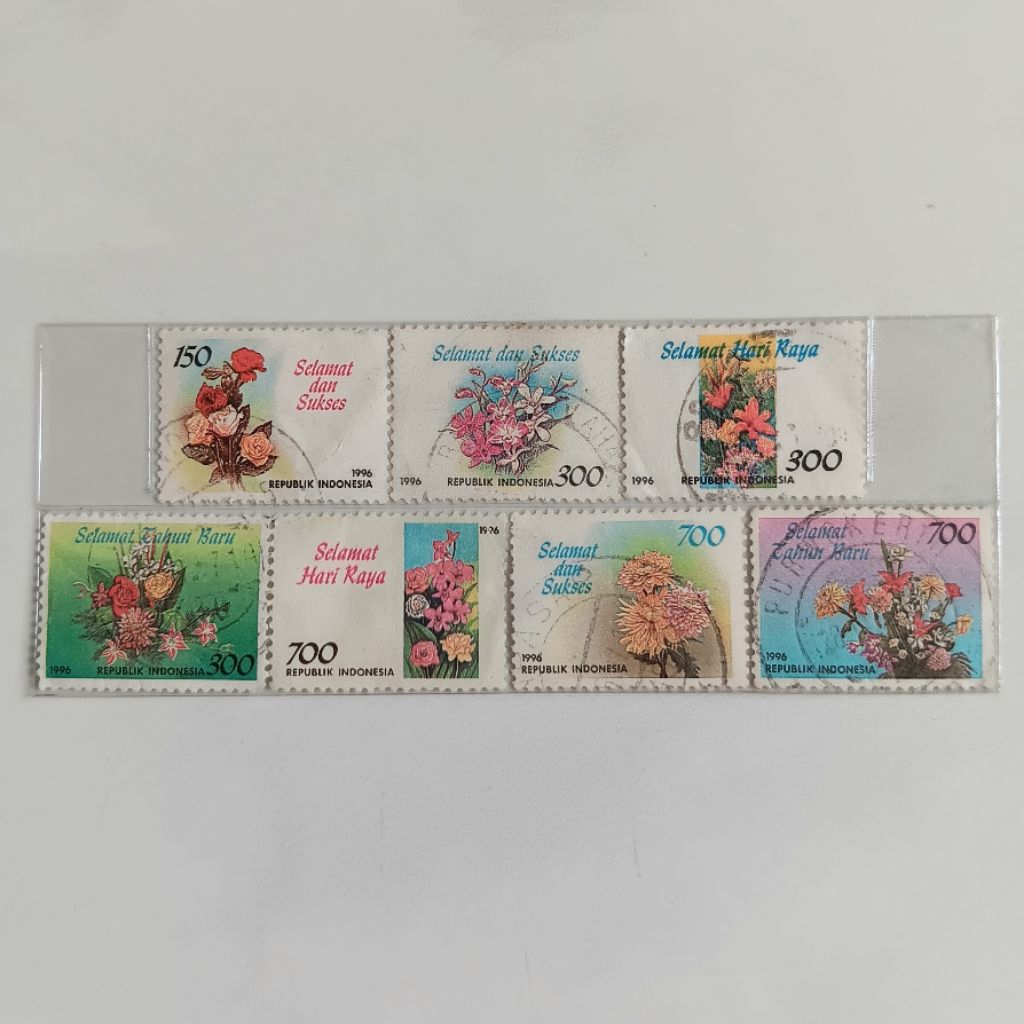 150
Selamat
dan
Sukses
1996
REPUBLIK INDONESIA
Selamat dan Sukses
1996
REPUBLIK INDONESIA 300
Selamat Hari Raya
300
1996 REPUBLIK INDONESIA
Selamat Tahun Baru
1996 REPUBLIK INDONESIA 300
1996
Selamat
Hari Raya
700
REPUBLIK INDONESIA
700
Selamat
dan
Sukses
1996
REPUBLIK INDONESIA
Selamat 700
Tahun Baru
1996
REPUBLIK INDONESIA